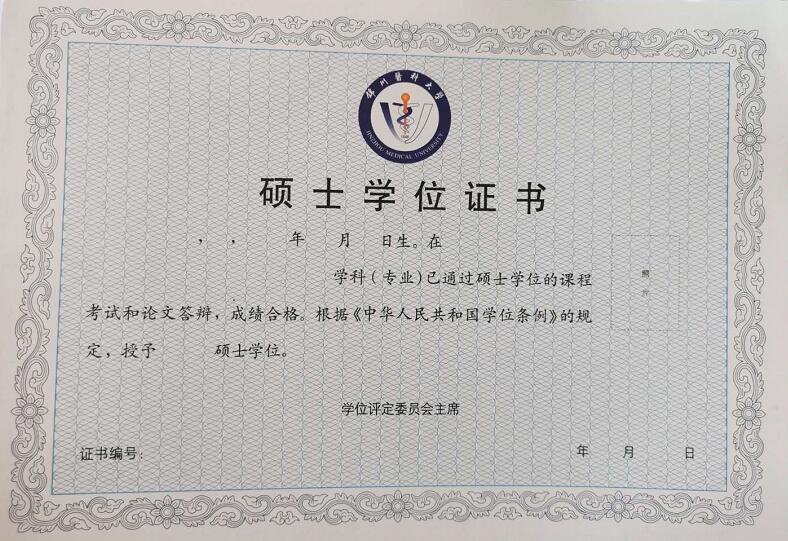 錦州醫科大學
JINZHOU MEDICAL UNIVERSITY
硕士学位证书
， ， 年 月 日生。在
学科（专业）已通过硕士学位的课程
考试和论文答辩，成绩合格。根据《中华人民共和国学位条例》的规
定，授予 硕士学位。
照
片
学位评定委员会主席
证书编号：
年 月 日